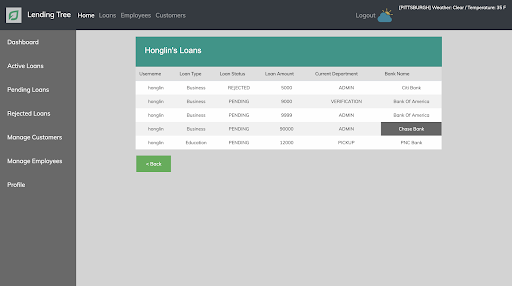 Lending Tree Home Loans Employees Customers Logout [PITTSBURGH] Weather: Clear / Temperature: 35 F
Dashboard
Active Loans
Pending Loans
Rejected Loans
Manage Customers
Manage Employees
Profile
Honglin's Loans
Username Loan Type Loan Status Loan Amount Current Department Bank Name
honglin Business REJECTED 5000 ADMIN Citi Bank
honglin Business PENDING 9000 VERIFICATION Bank Of America
honglin Business PENDING 9999 ADMIN Bank Of America
honglin Business PENDING 90000 ADMIN Chase Bank
honglin Education PENDING 12000 PICKUP PNC Bank
< Back